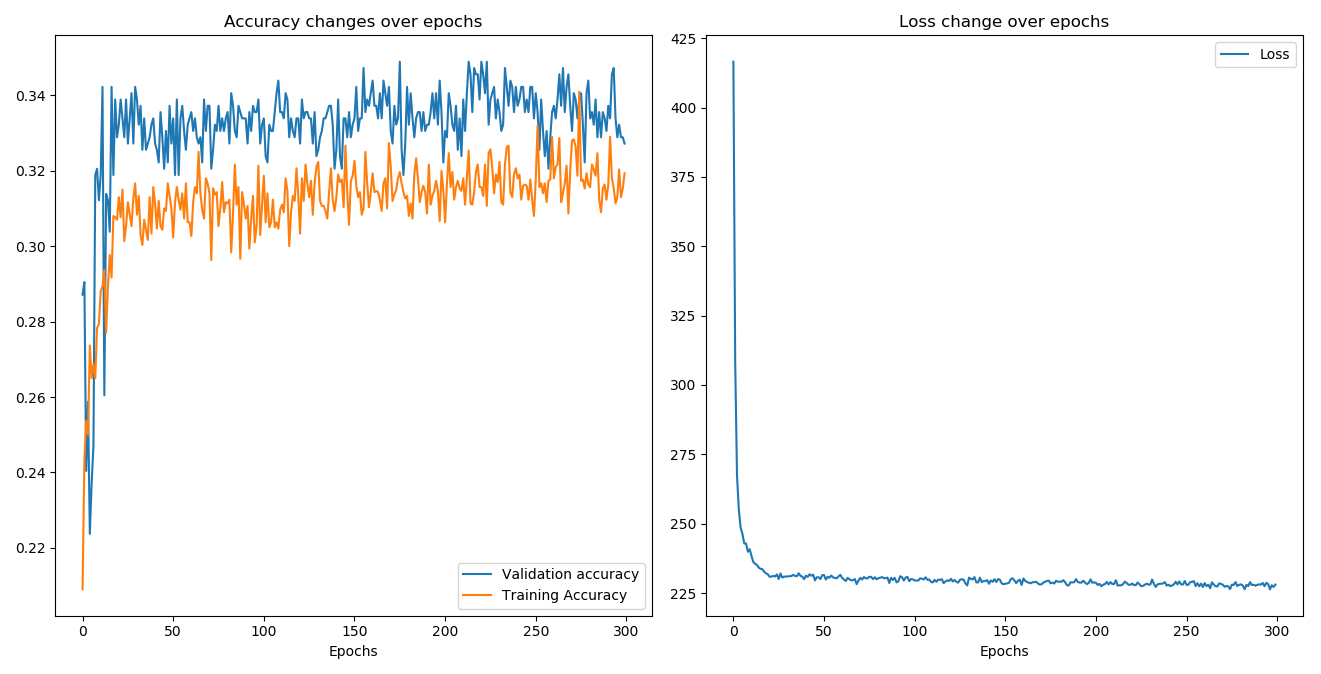 Accuracy changes over epochs
0.34
0.32
0.30
0.28
0.26
0.24
0.22
0 50 100 150 200 250 300
Epochs
Validation accuracy
Training Accuracy
Loss change over epochs
425
400
375
350
325
300
275
250
225
0 50 100 150 200 250 300
Epochs
Loss